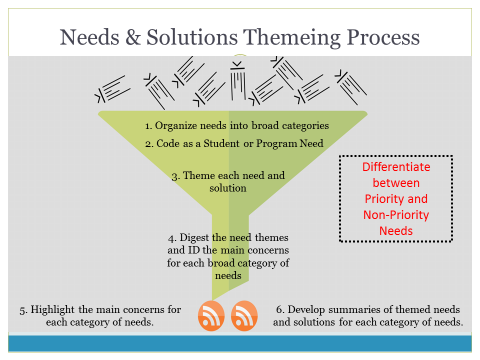 Needs & Solutions Themeing Process
1. Organize needs into broad categories
2. Code as a Student or Program Need
3. Theme each need and
solution
Differentiate
between
Priority and
Non-Priority
Needs
4. Digest the need themes
and ID the main concerns
for each broad category of
needs
5. Highlight the main concerns for
each category of needs.
6. Develop summaries of themed needs
and solutions for each category of needs.